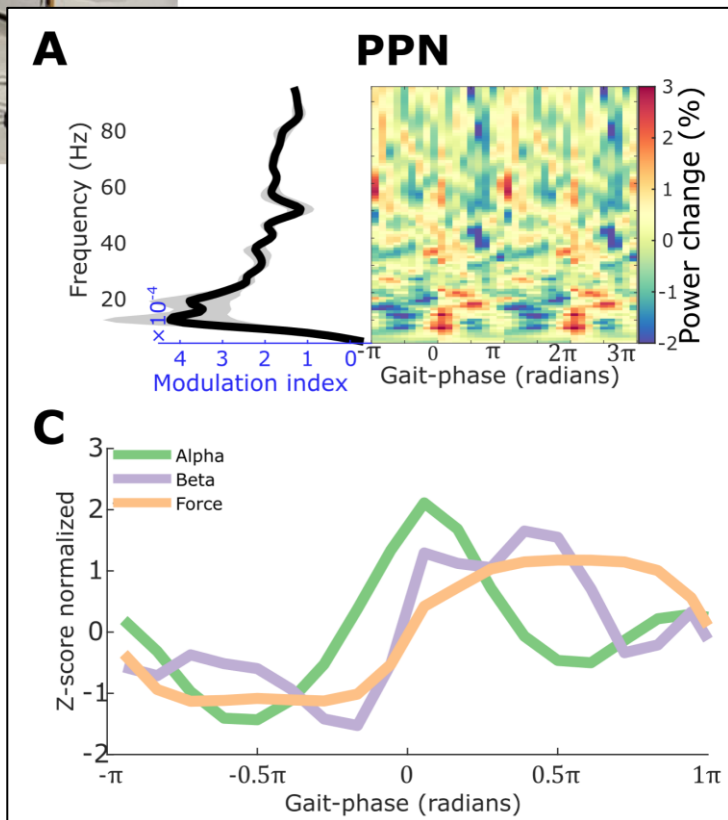 A
PPN
Frequency (Hz)
80
60
40
20
×10⁻⁴
4 3 2 1 0
Modulation index
3
2
1
0
-1
-2
Power change (%)
-π 0 π 2π 3π
Gait-phase (radians)
C
Alpha
Beta
Force
Z-score normalized
3
2
1
0
-1
-2
-π -0.5π 0 0.5π 1π
Gait-phase (radians)